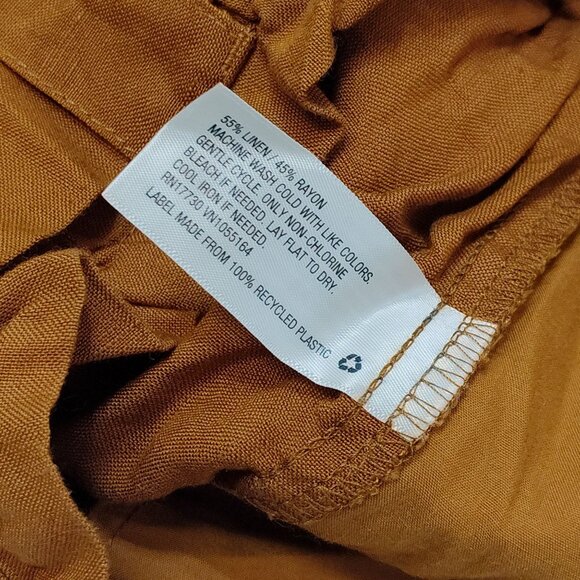 55% LINEN / 45% RAYON
MACHINE WASH COLD WITH LIKE COLORS.
GENTLE CYCLE. ONLY NON-CHLORINE
BLEACH IF NEEDED. LAY FLAT TO DRY.
COOL IRON IF NEEDED.
RN17730 VN1055164
LABEL MADE FROM 100% RECYCLED PLASTIC